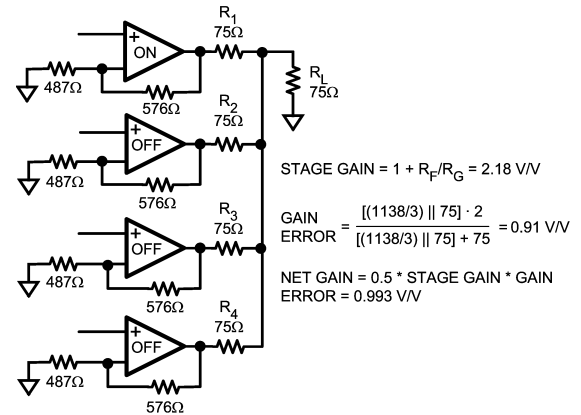 R1
75Ω
+
ON
487Ω
576Ω
RL
75Ω
R2
75Ω
+
OFF
487Ω
576Ω
STAGE GAIN = 1 + RF/RG = 2.18 V/V
GAIN ERROR = [(1138/3) || 75] · 2 / [(1138/3) || 75] + 75 = 0.91 V/V
R3
75Ω
+
OFF
487Ω
576Ω
NET GAIN = 0.5 * STAGE GAIN * GAIN
ERROR = 0.993 V/V
R4
75Ω
+
OFF
487Ω
576Ω